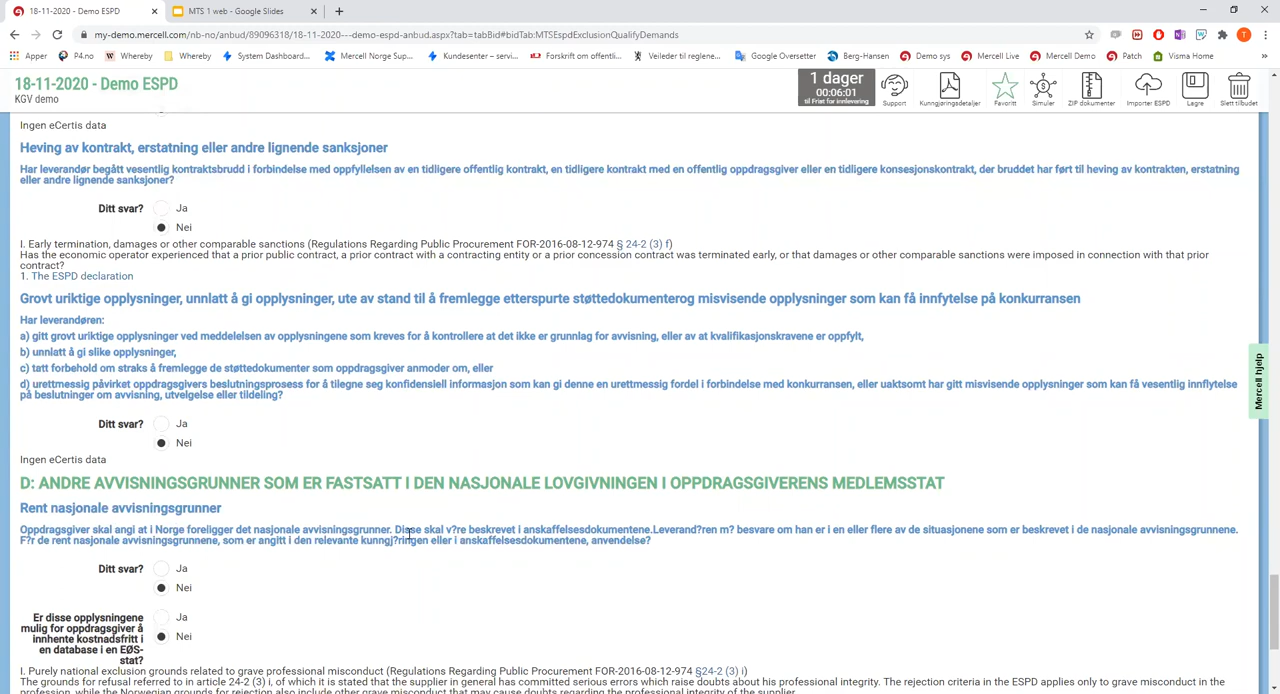 18-11-2020 - Demo ESPD
MTS 1 web - Google Slides
my-demo.mercell.com/nb-no/anbud/89096318/18-11-2020---demo-espd-anbud.aspx?tab=tabBid#bidTab:MTSEspdExclusionQualifyDemands
Apper
P4.no
Whereby
Whereby
System Dashboard...
Mercell Norge Sup...
Kundesenter – servi...
Forskrift om offentli...
Veileder til reglene...
Google Oversetter
Berg-Hansen
Demo sys
Mercell Live
Mercell Demo
Patch
Visma Home
»
18-11-2020 - Demo ESPD
KGV demo
1 dager
00:06:01
til Frist for innlevering
Support
Kunngjøringsdetaljer
Favoritt
Simuler
ZIP dokumenter
Importer ESPD
Lagre
Slett tilbudet
Ingen eCertis data
Heving av kontrakt, erstatning eller andre lignende sanksjoner
Har leverandør begått vesentlig kontraktsbrudd i forbindelse med oppfyllelsen av en tidligere offentlig kontrakt, en tidligere kontrakt med en offentlig oppdragsgiver eller en tidligere konsesjonskontrakt, der bruddet har ført til heving av kontrakten, erstatning
eller andre lignende sanksjoner?
Ditt svar?
Ja
Nei
I. Early termination, damages or other comparable sanctions (Regulations Regarding Public Procurement FOR-2016-08-12-974 § 24-2 (3) f)
Has the economic operator experienced that a prior public contract, a prior contract with a contracting entity or a prior concession contract was terminated early, or that damages or other comparable sanctions were imposed in connection with that prior
contract?
1. The ESPD declaration
Grovt uriktige opplysninger, unnlatt å gi opplysninger, ute av stand til å fremlegge etterspurte støttedokumenterog misvisende opplysninger som kan få innfytelse på konkurransen
Har leverandøren:
a) gitt grovt uriktige opplysninger ved meddelelsen av opplysningene som kreves for å kontrollere at det ikke er grunnlag for avvisning, eller av at kvalifikasjonskravene er oppfylt,
b) unnlatt å gi slike opplysninger,
c) tatt forbehold om straks å fremlegge de støttedokumenter som oppdragsgiver anmoder om, eller
d) urettmessig påvirket oppdragsgivers beslutningsprosess for å tilegne seg konfidensiell informasjon som kan gi denne en urettmessig fordel i forbindelse med konkurransen, eller uaktsomt har gitt misvisende opplysninger som kan få vesentlig innflytelse
på beslutninger om avvisning, utvelgelse eller tildeling?
Ditt svar?
Ja
Nei
Ingen eCertis data
D: ANDRE AVVISNINGSGRUNNER SOM ER FASTSATT I DEN NASJONALE LOVGIVNINGEN I OPPDRAGSGIVERENS MEDLEMSSTAT
Rent nasjonale avvisningsgrunner
Oppdragsgiver skal angi at i Norge foreligger det nasjonale avvisningsgrunner. Disse skal v?re beskrevet i anskaffelsesdokumentene.Leverand?ren m? besvare om han er i en eller flere av de situasjonene som er beskrevet i de nasjonale avvisningsgrunnene.
F?r de rent nasjonale avvisningsgrunnene, som er angitt i den relevante kunngj?ringen eller i anskaffelsesdokumentene, anvendelse?
Ditt svar?
Ja
Nei
Er disse opplysningene
mulig for oppdragsgiver å
innhente kostnadsfritt i
en database i en EØS-
stat?
Ja
Nei
I. Purely national exclusion grounds related to grave professional misconduct (Regulations Regarding Public Procurement FOR-2016-08-12-974 §24-2 (3) i)
The grounds for refusal referred to in article 24-2 (3) i, of which it is stated that the supplier in general has committed serious errors which raise doubts about his professional integrity. The rejection criteria in the ESPD applies only to grave misconduct in the
profession, while the Norwegian grounds for rejection also include other grave misconduct that may cause doubts regarding the professional integrity of the supplier.
Mercell hjelp